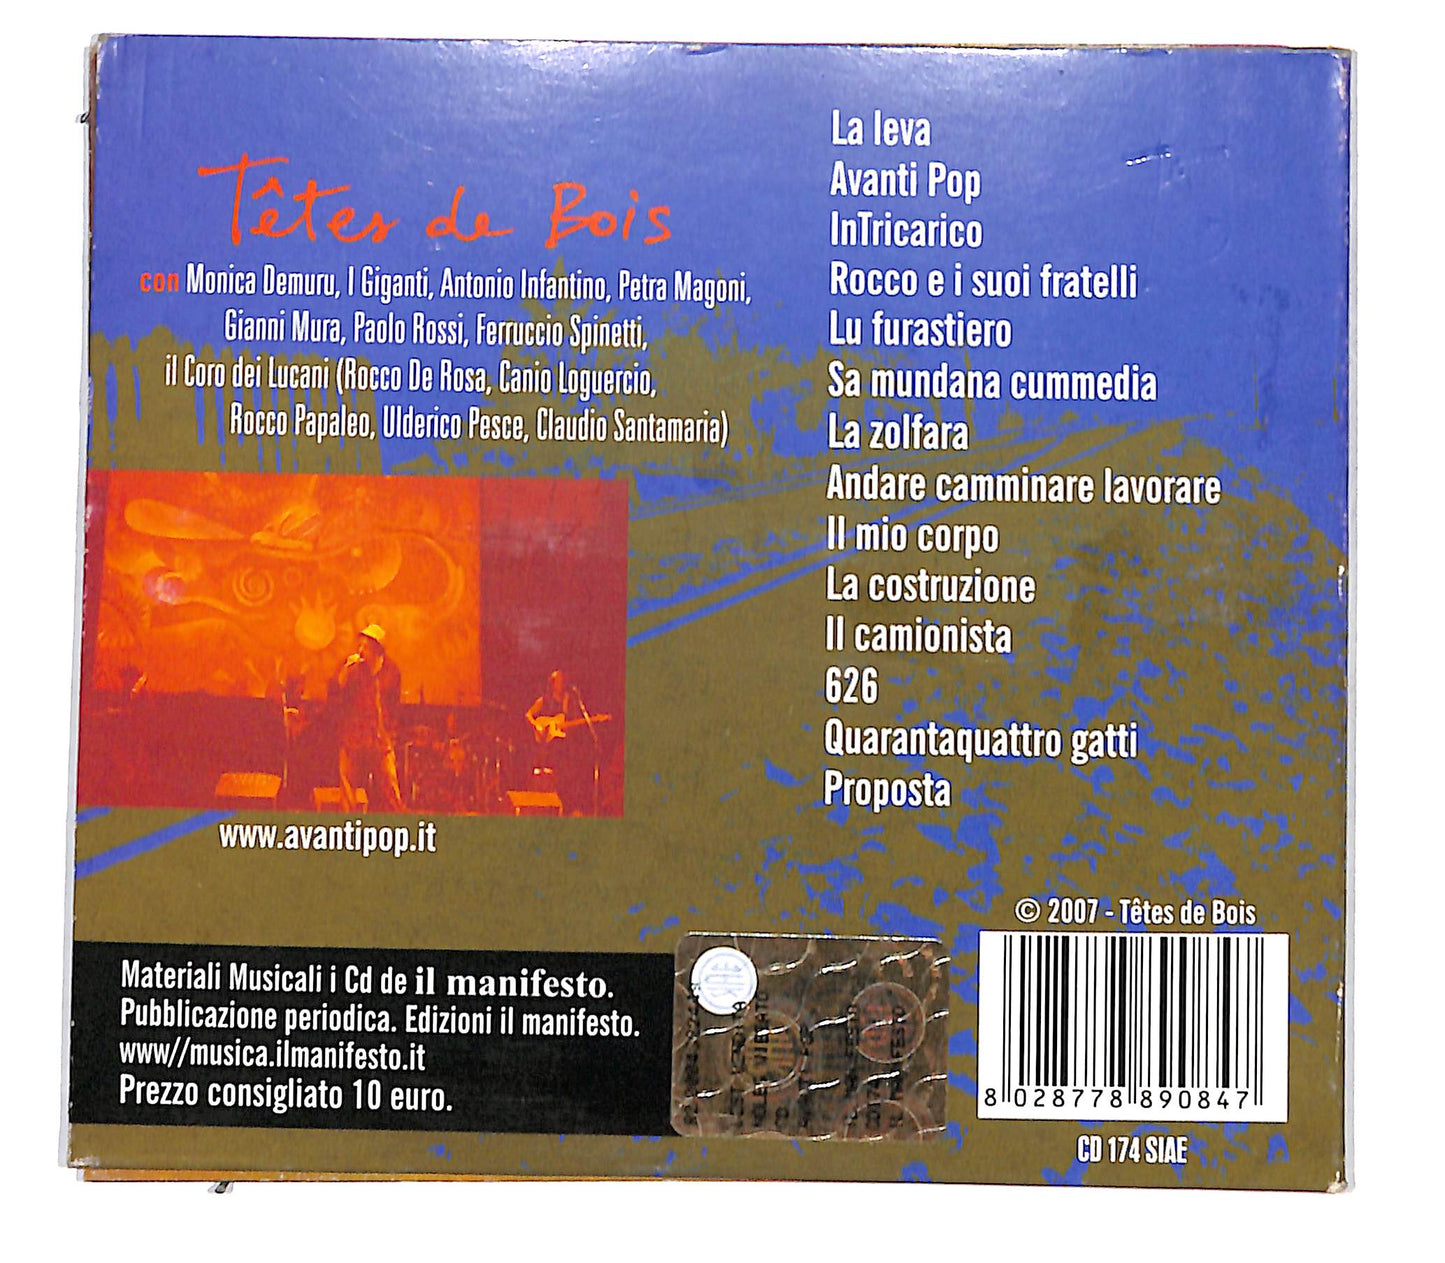 Têtes de Bois
con Monica Demuru, I Giganti, Antonio Infantino, Petra Magoni,
Gianni Mura, Paolo Rossi, Ferruccio Spinetti,
il Coro dei Lucani (Rocco De Rosa, Canio Loguercio,
Rocco Papaleo, Ulderico Pesce, Claudio Santamaria)
www.avantipop.it
La leva
Avanti Pop
InTricarico
Rocco e i suoi fratelli
Lu furastiero
Sa mundana cummedia
La zolfara
Andare camminare lavorare
Il mio corpo
La costruzione
Il camionista
626
Quarantaquattro gatti
Proposta
Materiali Musicali i Cd de il manifesto.
Pubblicazione periodica. Edizioni il manifesto.
www//musica.ilmanifesto.it
Prezzo consigliato 10 euro.
© 2007 - Têtes de Bois
8 028778 890847
CD 174 SIAE